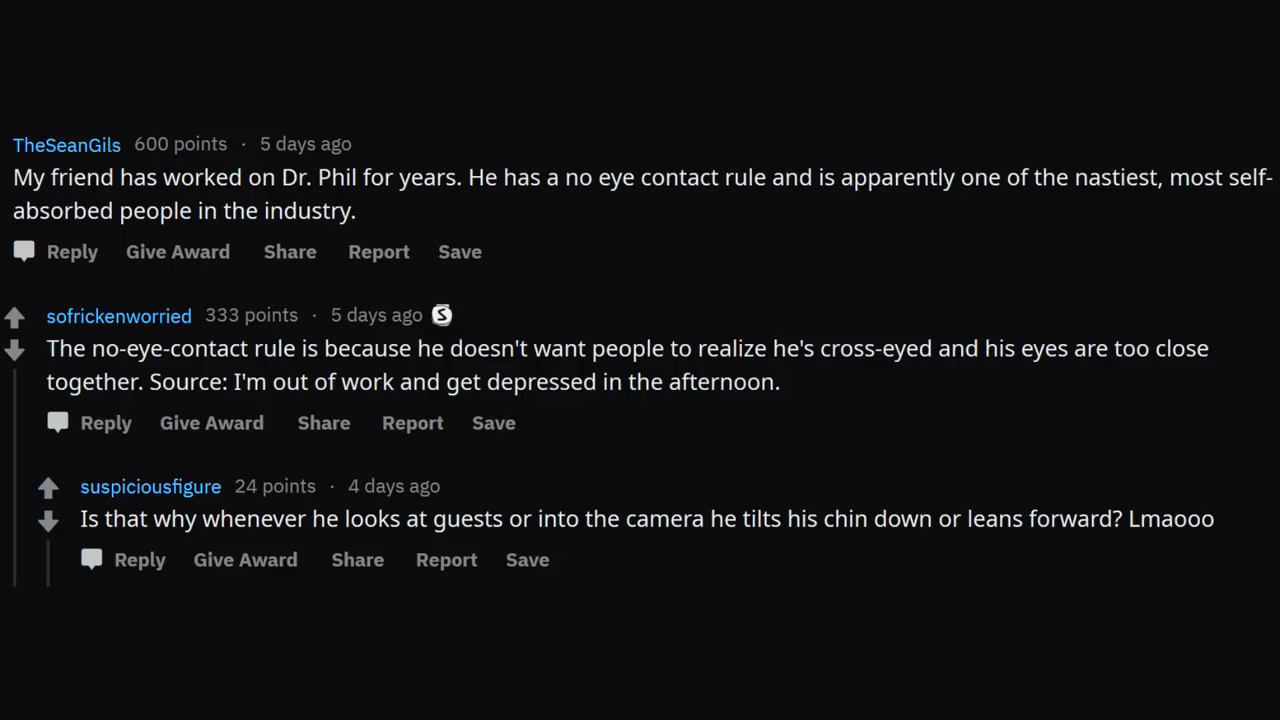 TheSeanGils 600 points · 5 days ago
My friend has worked on Dr. Phil for years. He has a no eye contact rule and is apparently one of the nastiest, most self-
absorbed people in the industry.
Reply Give Award Share Report Save
sofrickenworried 333 points · 5 days ago S
The no-eye-contact rule is because he doesn't want people to realize he's cross-eyed and his eyes are too close
together. Source: I'm out of work and get depressed in the afternoon.
Reply Give Award Share Report Save
suspiciousfigure 24 points · 4 days ago
Is that why whenever he looks at guests or into the camera he tilts his chin down or leans forward? Lmaooo
Reply Give Award Share Report Save